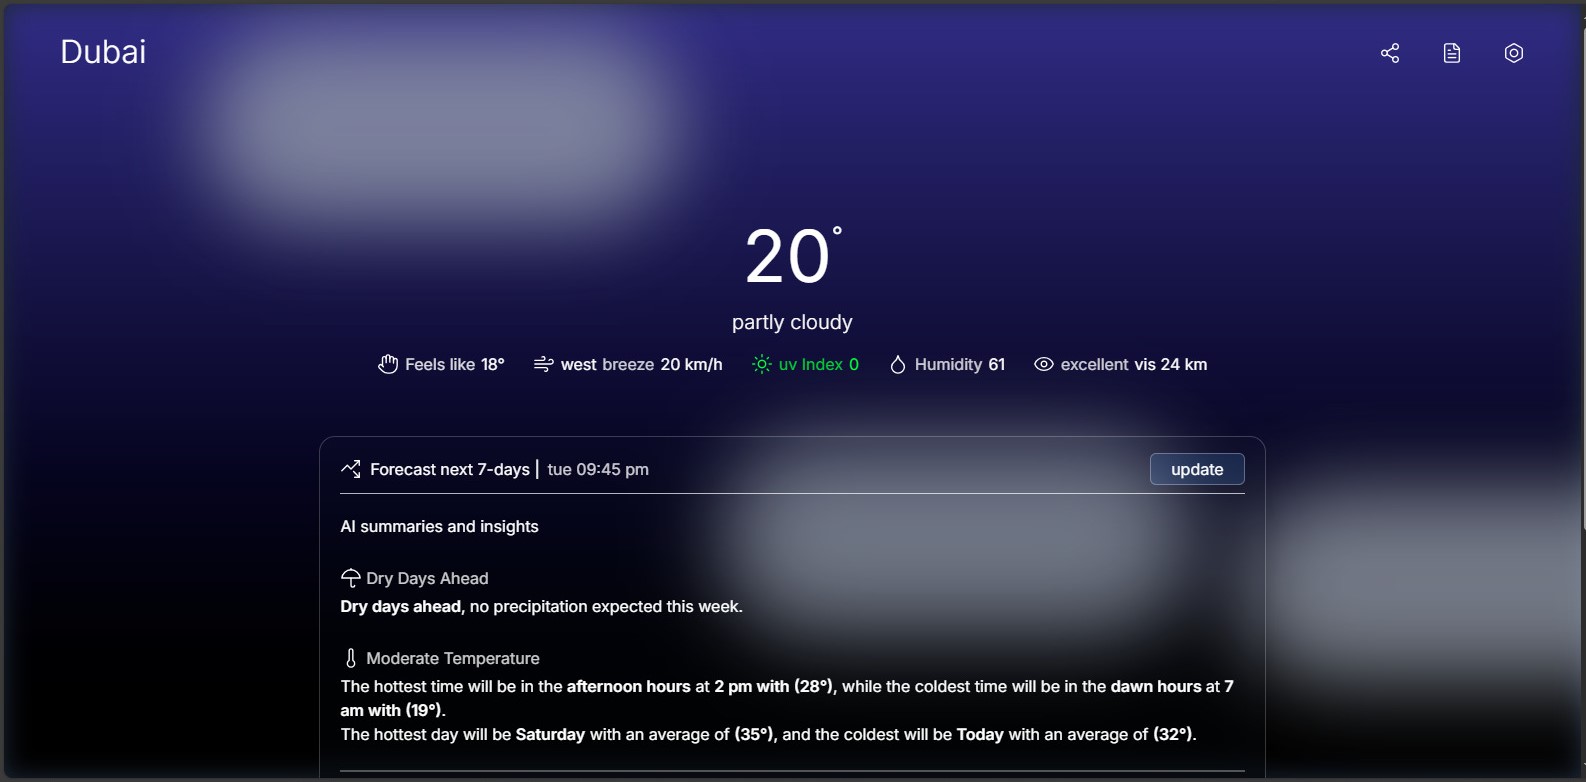 Dubai
20°
partly cloudy
Feels like 18° west breeze 20 km/h uv Index 0 Humidity 61 excellent vis 24 km
Forecast next 7-days | tue 09:45 pm update
AI summaries and insights
Dry Days Ahead
Dry days ahead, no precipitation expected this week.
Moderate Temperature
The hottest time will be in the afternoon hours at 2 pm with (28°), while the coldest time will be in the dawn hours at 7
am with (19°).
The hottest day will be Saturday with an average of (35°), and the coldest will be Today with an average of (32°).